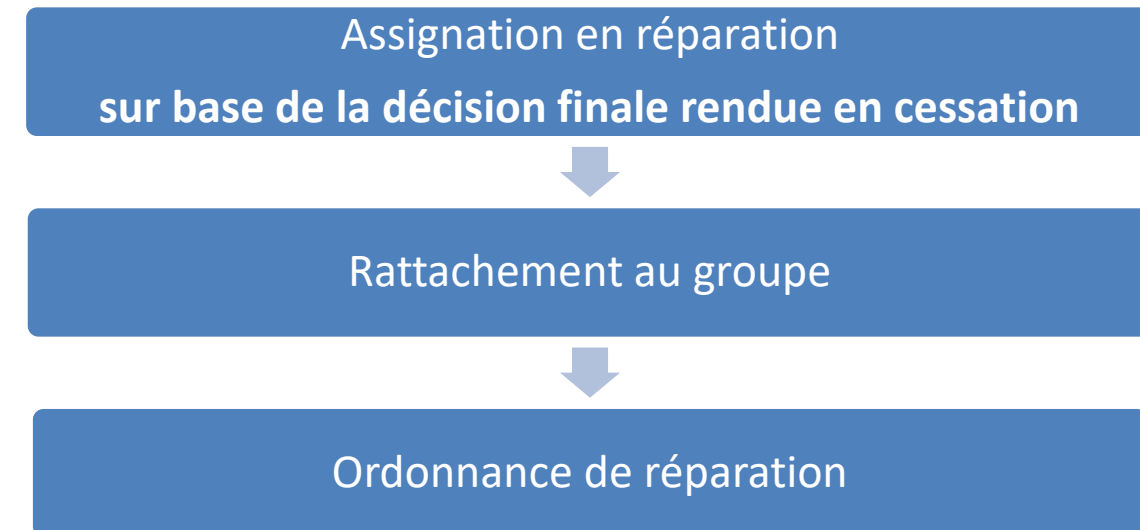 Assignation en réparation
sur base de la décision finale rendue en cessation
Rattachement au groupe
Ordonnance de réparation